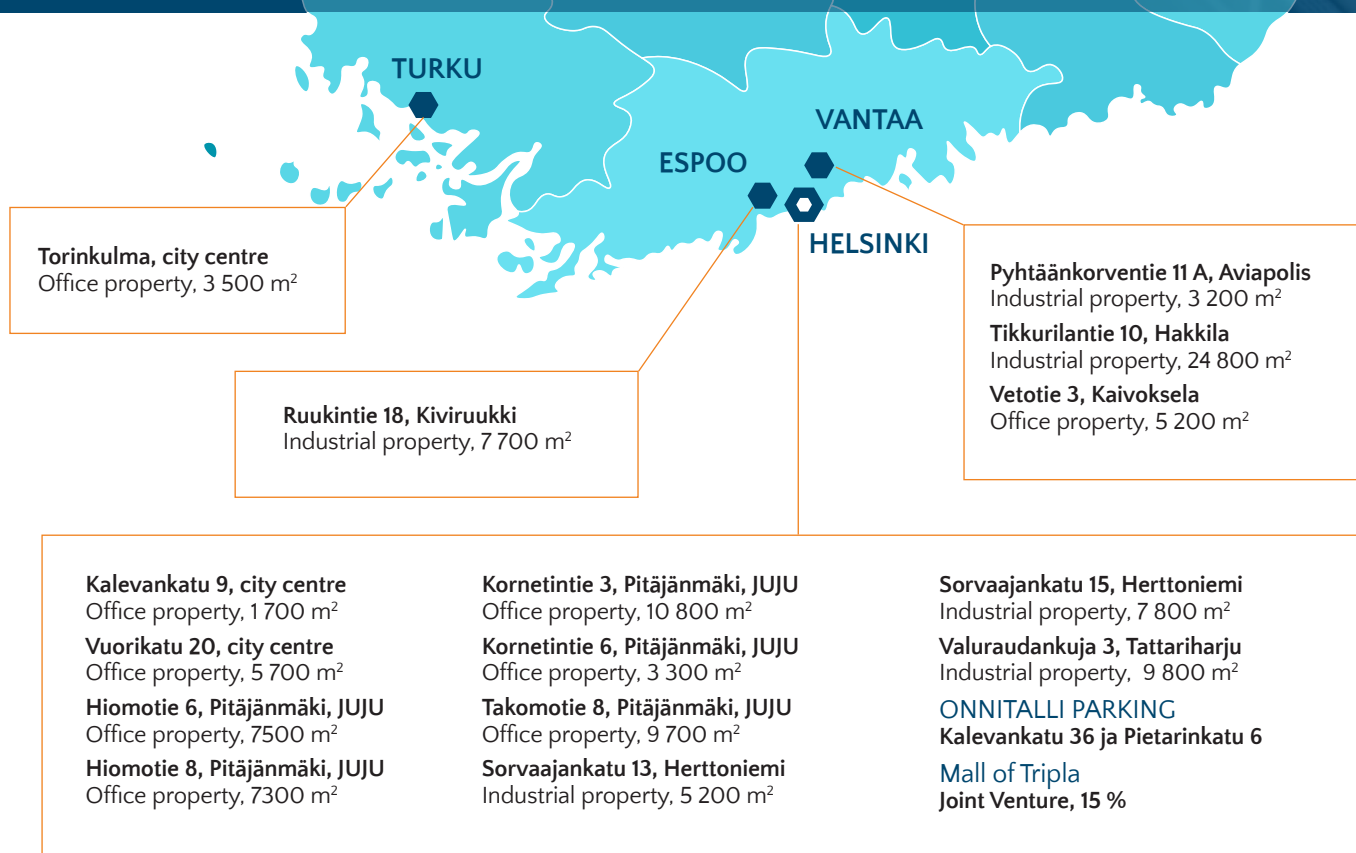 TURKU
VANTAA
ESPOO
HELSINKI
Torinkulma, city centre
Office property, 3 500 m²
Pyhtäänkorventie 11 A, Aviapolis
Industrial property, 3 200 m²
Tikkurilantie 10, Hakkila
Industrial property, 24 800 m²
Vetotie 3, Kaivoksela
Office property, 5 200 m²
Ruukintie 18, Kiviruukki
Industrial property, 7 700 m²
Kalevankatu 9, city centre
Office property, 1 700 m²
Vuorikatu 20, city centre
Office property, 5 700 m²
Hiomotie 6, Pitäjänmäki, JUJU
Office property, 7500 m²
Hiomotie 8, Pitäjänmäki, JUJU
Office property, 7300 m²
Kornetintie 3, Pitäjänmäki, JUJU
Office property, 10 800 m²
Kornetintie 6, Pitäjänmäki, JUJU
Office property, 3 300 m²
Takomotie 8, Pitäjänmäki, JUJU
Office property, 9 700 m²
Sorvaajankatu 13, Herttoniemi
Industrial property, 5 200 m²
Sorvaajankatu 15, Herttoniemi
Industrial property, 7 800 m²
Valuraudankuja 3, Tattariharju
Industrial property, 9 800 m²
ONNITALLI PARKING
Kalevankatu 36 ja Pietarinkatu 6
Mall of Tripla
Joint Venture, 15 %